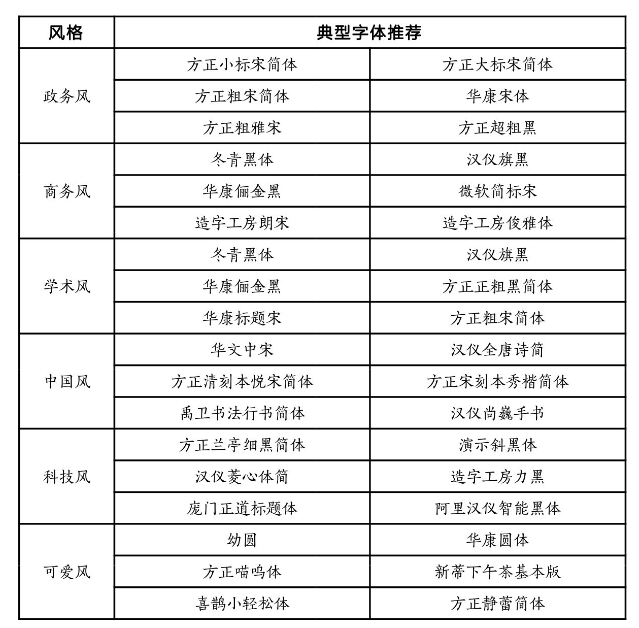 风格 典型字体推荐
方正小标宋简体 方正大标宋简体
政务风 方正粗宋简体 华康宋体
方正粗雅宋 方正超粗黑
冬青黑体 汉仪旗黑
商务风 华康俪金黑 微软简标宋
造字工房朗宋 造字工房俊雅体
冬青黑体 汉仪旗黑
学术风 华康俪金黑 方正正粗黑简体
华康标题宋 方正粗宋简体
华文中宋 汉仪全唐诗简
中国风 方正清刻本悦宋简体 方正宋刻本秀楷简体
禹卫书法行书简体 汉仪尚巍手书
方正兰亭细黑简体 演示斜黑体
科技风 汉仪菱心体简 造字工房力黑
庞门正道标题体 阿里汉仪智能黑体
幼圆 华康圆体
可爱风 方正喵呜体 新蒂下午茶基本版
喜鹊小轻松体 方正静蕾简体